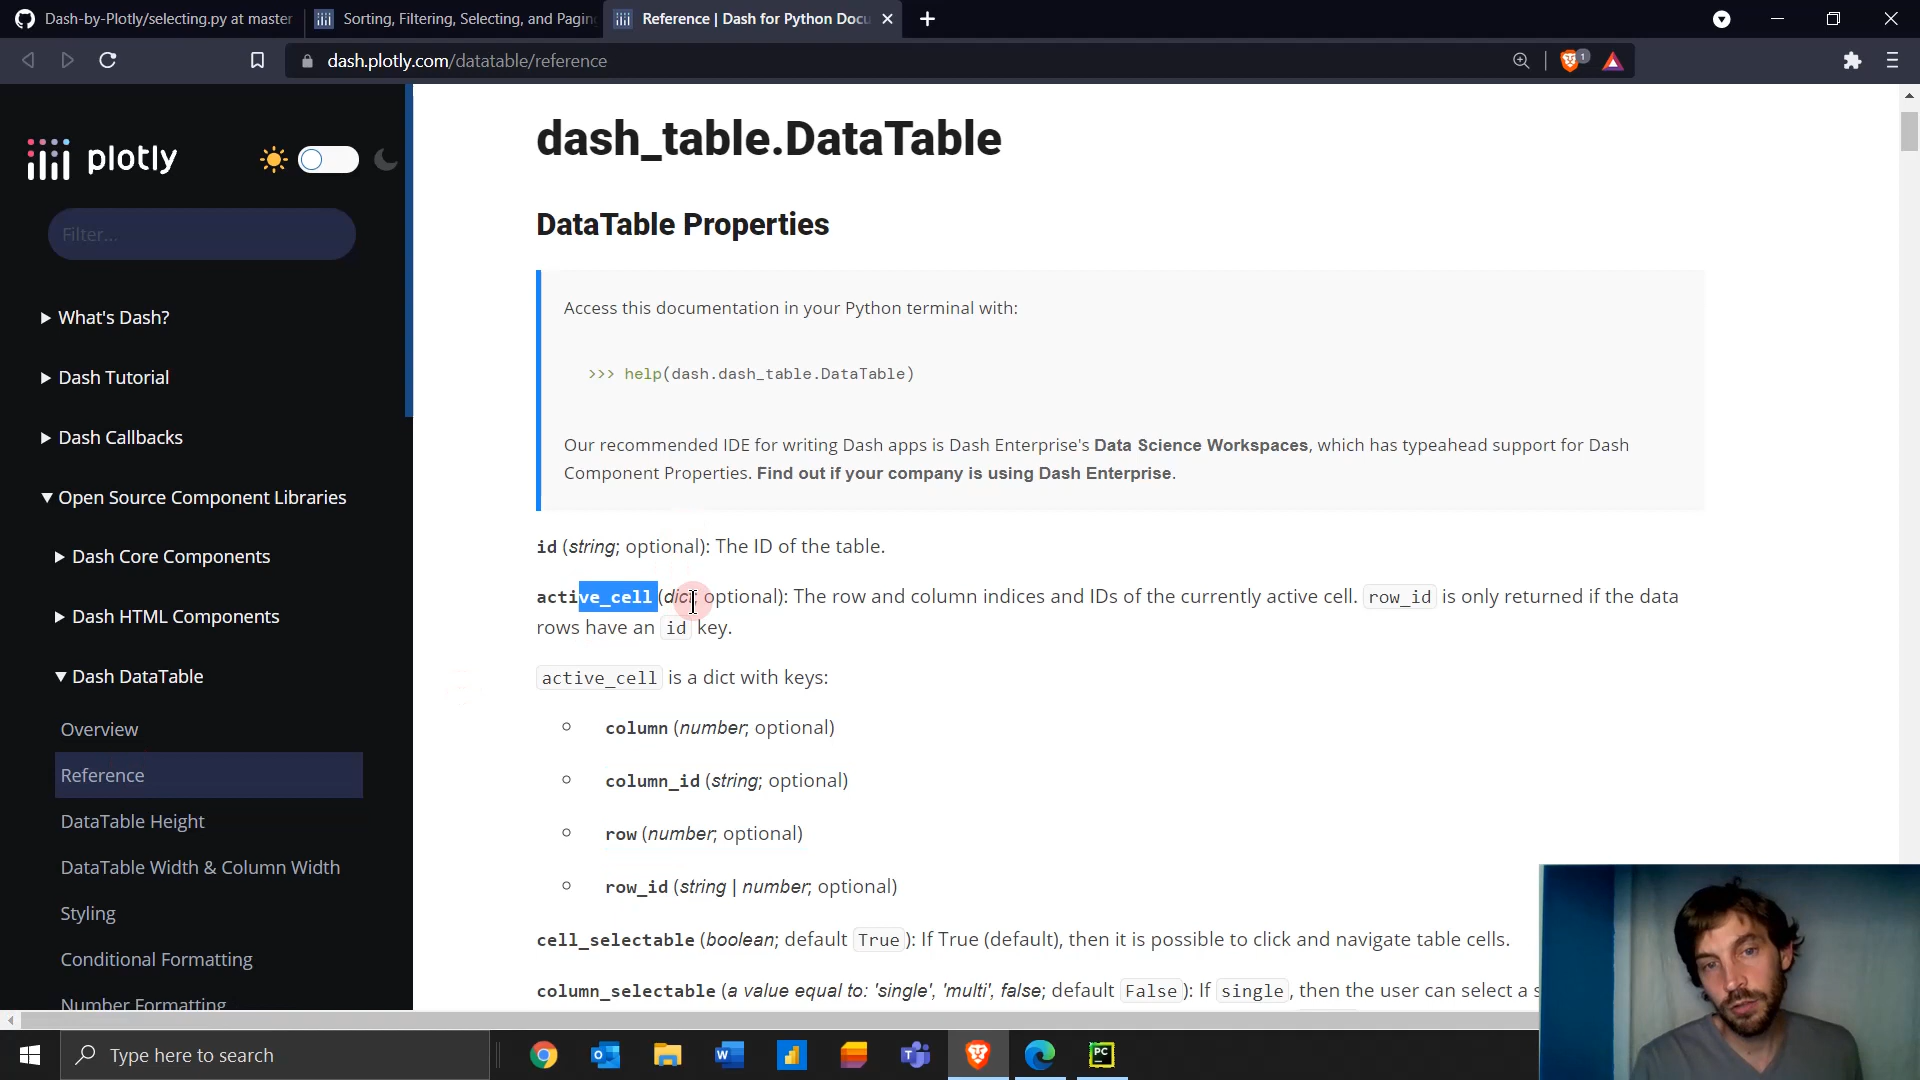 Dash-by-Plotly/selecting.py at master
Sorting, Filtering, Selecting, and Paging
Reference | Dash for Python Docu
dash.plotly.com/datatable/reference
1
plotly
Filter...
What's Dash?
Dash Tutorial
Dash Callbacks
Open Source Component Libraries
Dash Core Components
Dash HTML Components
Dash DataTable
Overview
Reference
DataTable Height
DataTable Width & Column Width
Styling
Conditional Formatting
Number Formatting
dash_table.DataTable
DataTable Properties
Access this documentation in your Python terminal with:
>>> help(dash.dash_table.DataTable)
Our recommended IDE for writing Dash apps is Dash Enterprise's Data Science Workspaces, which has typeahead support for Dash
Component Properties. Find out if your company is using Dash Enterprise.
id (string; optional): The ID of the table.
active_cell (dict; optional): The row and column indices and IDs of the currently active cell. row_id is only returned if the data
rows have an id key.
active_cell is a dict with keys:
column (number; optional)
column_id (string; optional)
row (number; optional)
row_id (string | number; optional)
cell_selectable (boolean; default True): If True (default), then it is possible to click and navigate table cells.
column_selectable (a value equal to: 'single', 'multi', false; default False): If single, then the user can select a s
Type here to search
PC